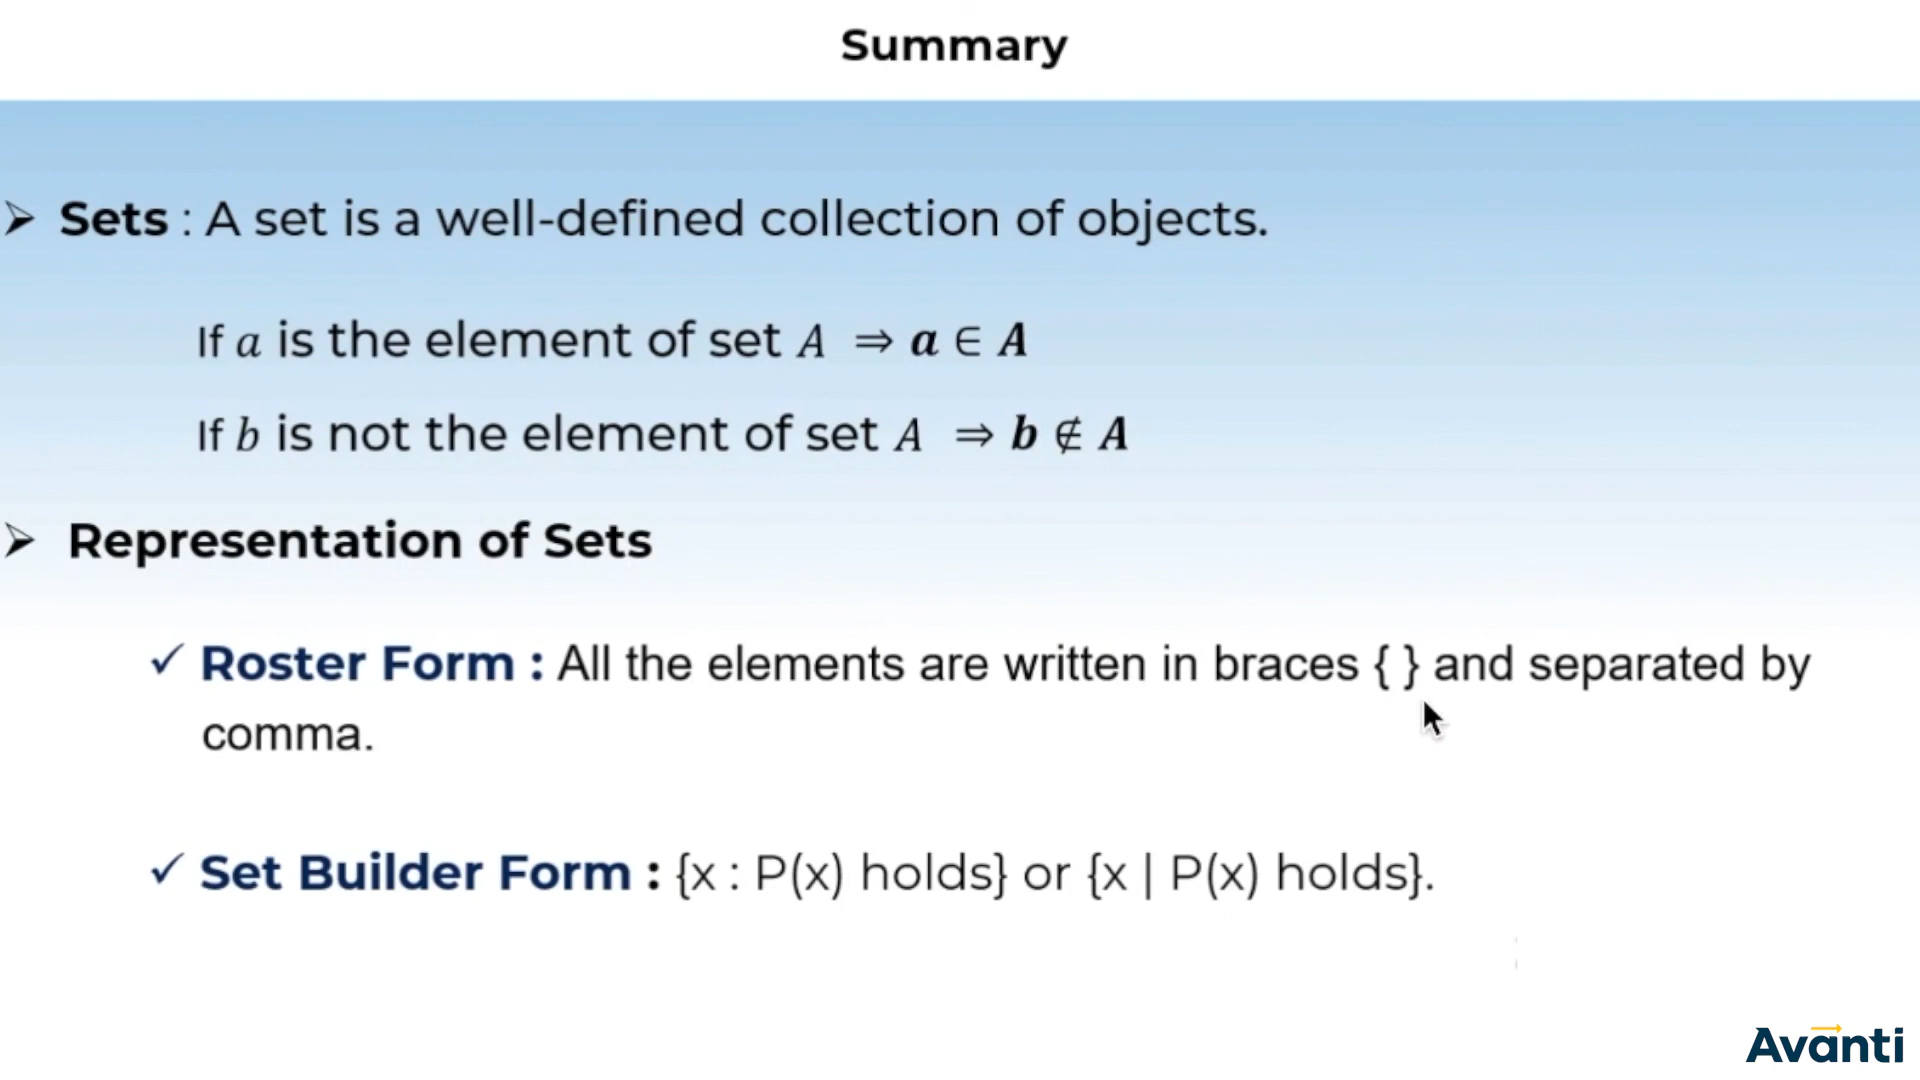 Summary
➢ Sets : A set is a well-defined collection of objects.
If a is the element of set A ⇒ a ∈ A
If b is not the element of set A ⇒ b ∉ A
➢ Representation of Sets
✓ Roster Form : All the elements are written in braces { } and separated by
comma.
✓ Set Builder Form : {x : P(x) holds} or {x | P(x) holds}.
Avanti